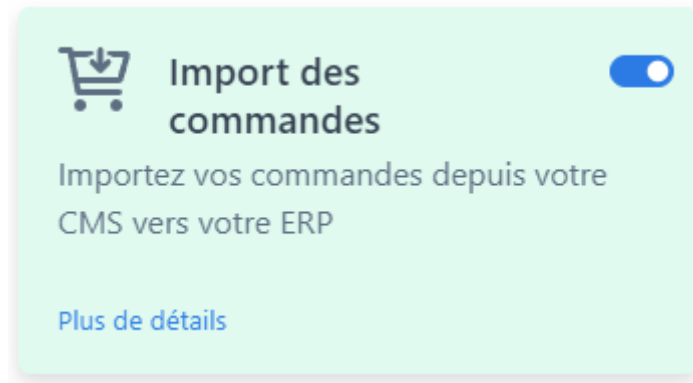 Import des
commandes
Importez vos commandes depuis votre
CMS vers votre ERP
Plus de détails